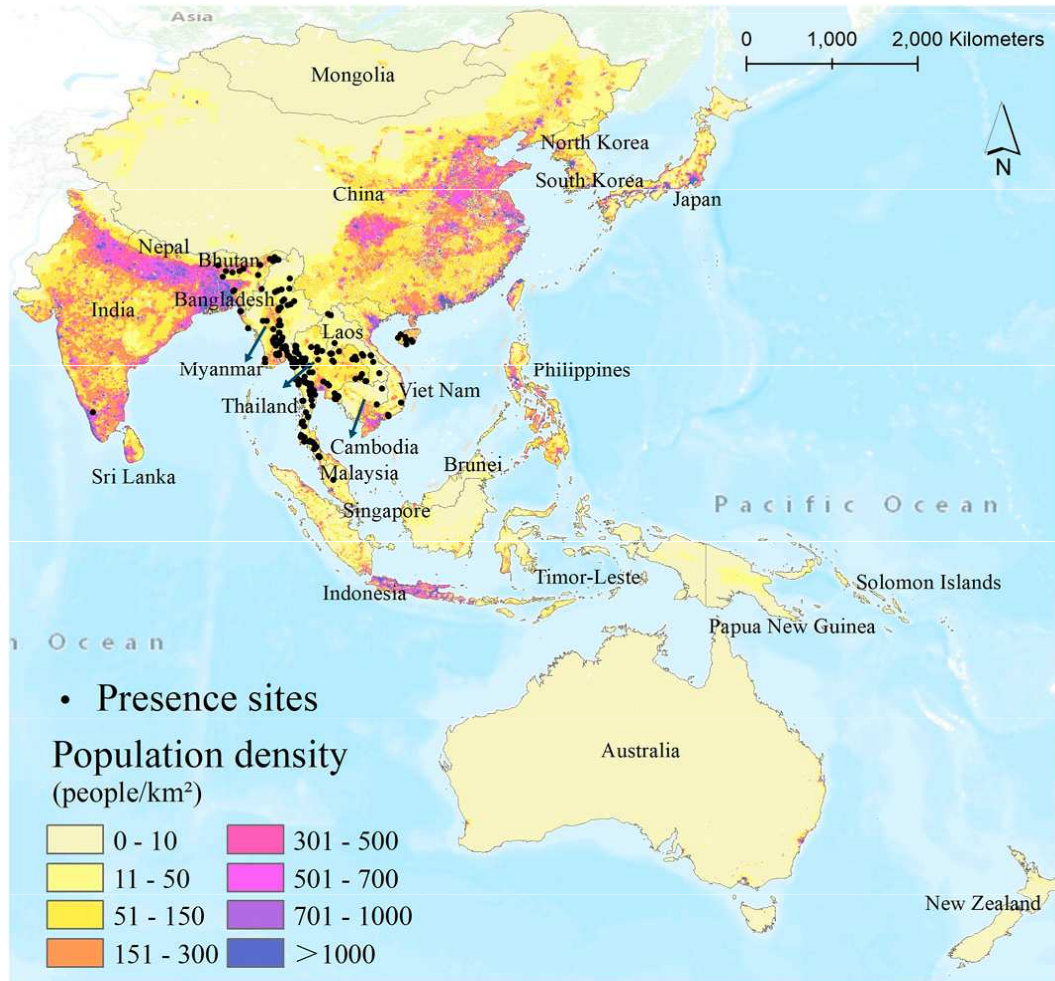 Asia
0 1,000 2,000 Kilometers
Mongolia
N
North Korea
South Korea
China
Japan
Nepal
Bhutan
Bangladesh
India
Laos
Myanmar
Philippines
Thailand
Viet Nam
Cambodia
Sri Lanka
Malaysia
Brunei
Singapore
Pacific Ocean
Timor-Leste
Solomon Islands
Indonesia
Papua New Guinea
n Ocean
• Presence sites
Population density
(people/km²)
Australia
0 - 10
301 - 500
11 - 50
501 - 700
51 - 150
701 - 1000
151 - 300
>1000
New Zealand